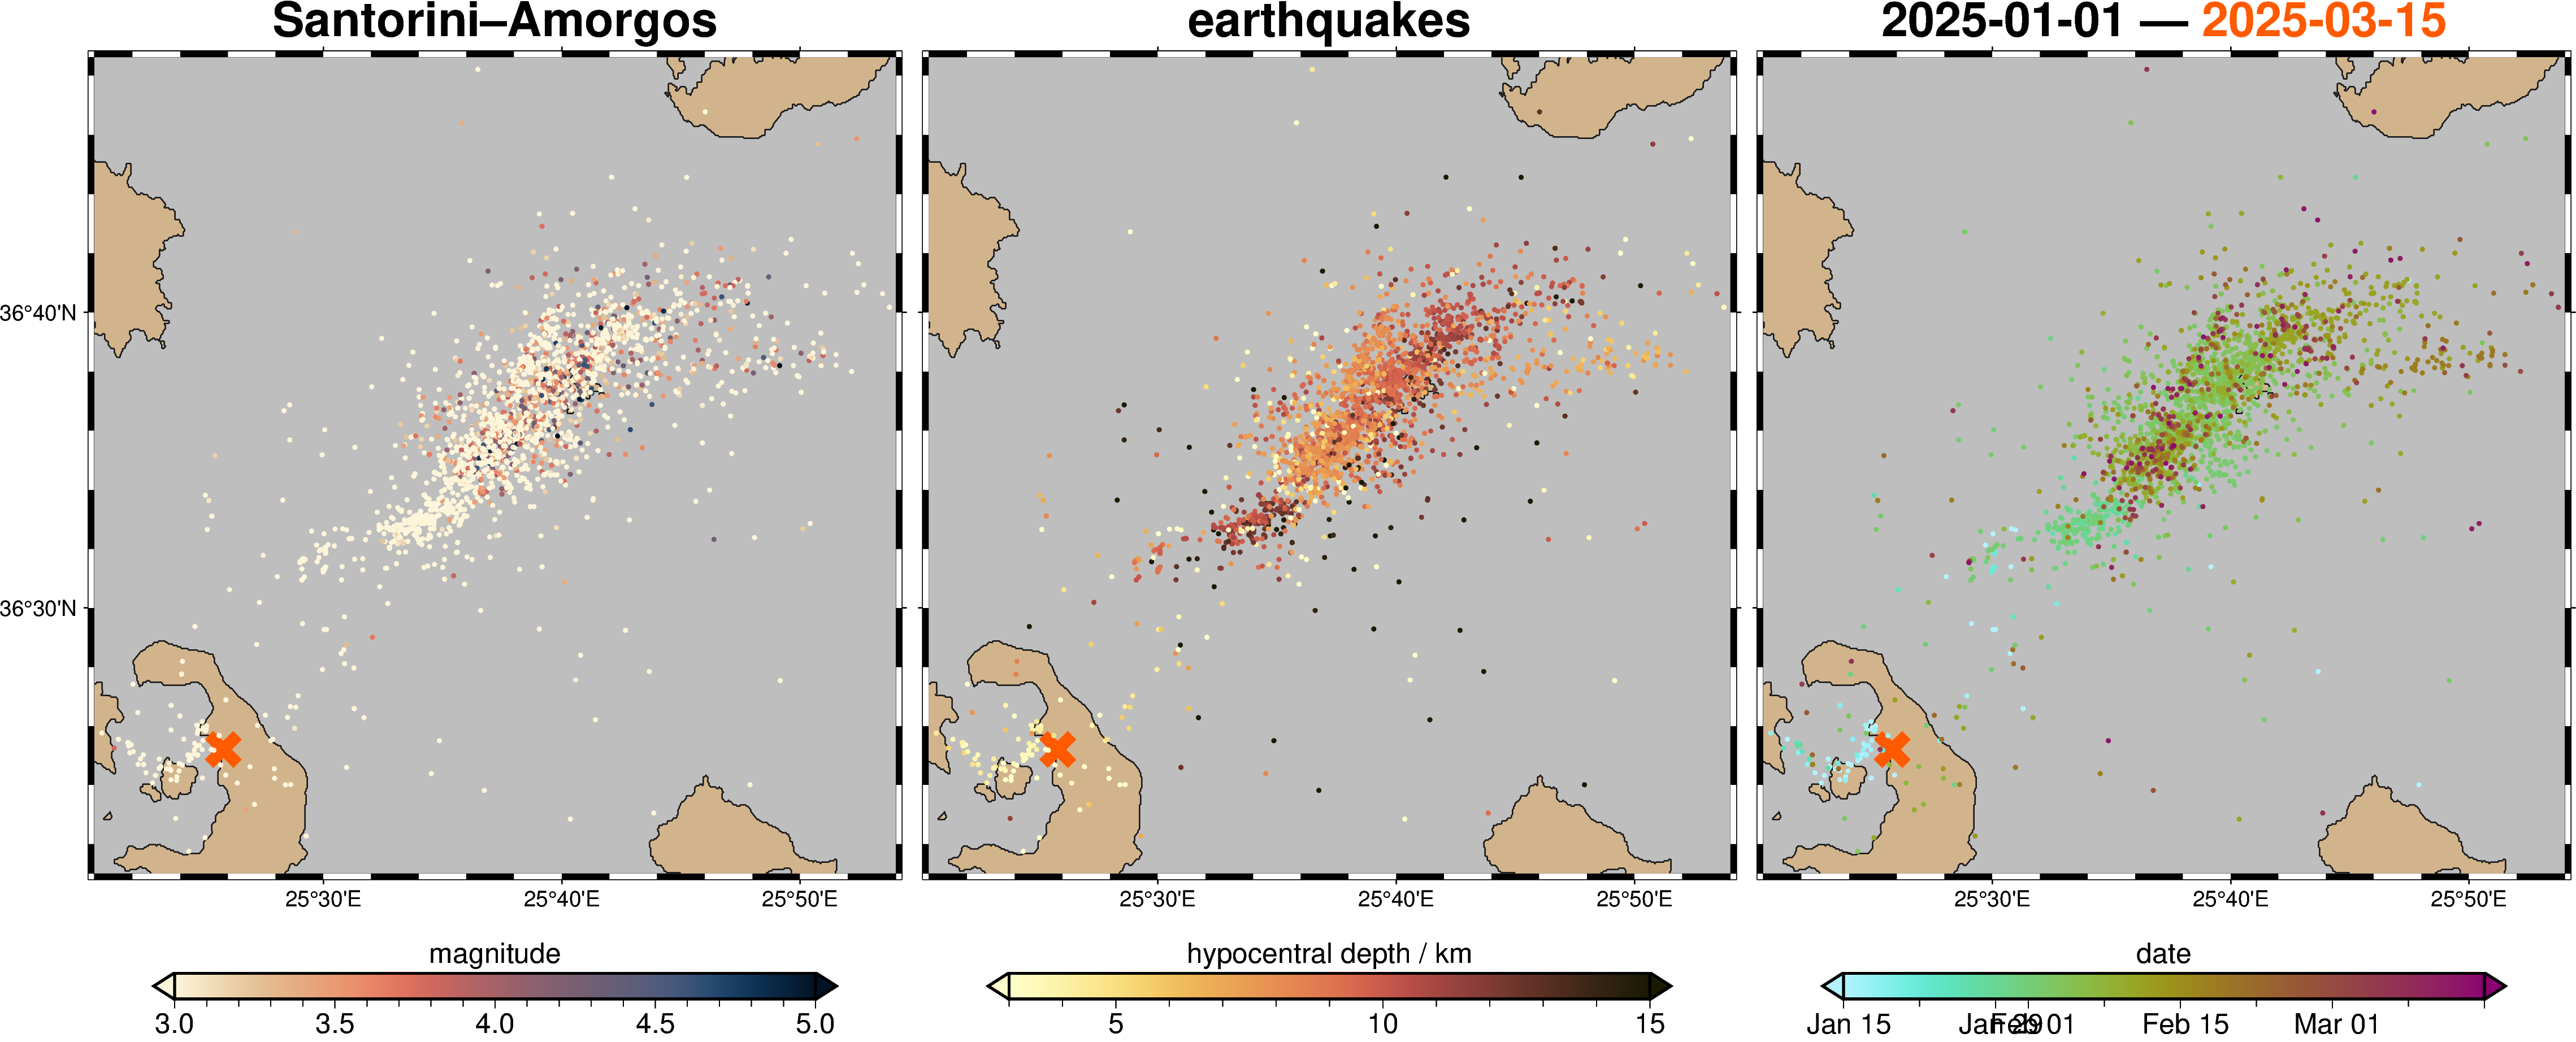 Santorini–Amorgos
earthquakes
2025-01-01 — 2025-03-15
36°40'N
36°30'N
25°30'E 25°40'E 25°50'E
25°30'E 25°40'E 25°50'E
25°30'E 25°40'E 25°50'E
magnitude
3.0 3.5 4.0 4.5 5.0
hypocentral depth / km
5 10 15
date
Jan 15 Jan 29 Feb 01 Feb 15 Mar 01